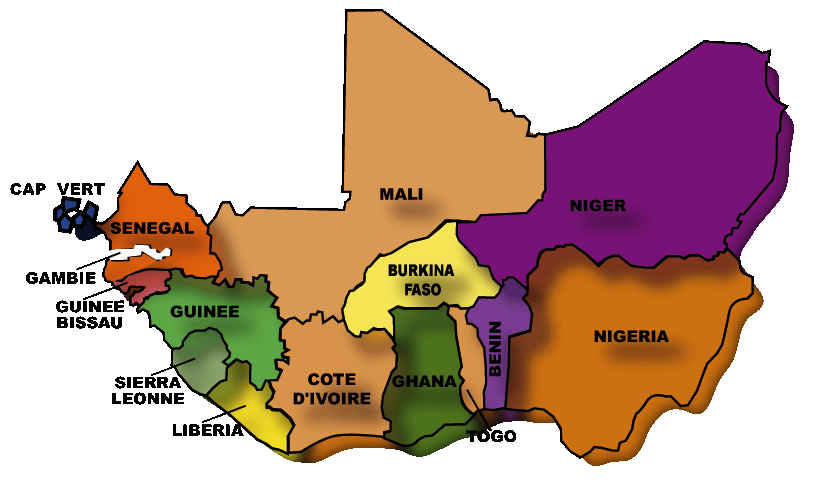 CAP VERT
MALI
NIGER
SENEGAL
GAMBIE
BURKINA
FASO
GUINEE
BISSAU
GUINEE
NIGERIA
BENIN
SIERRA
LEONNE
COTE
D'IVOIRE
GHANA
LIBERIA
TOGO